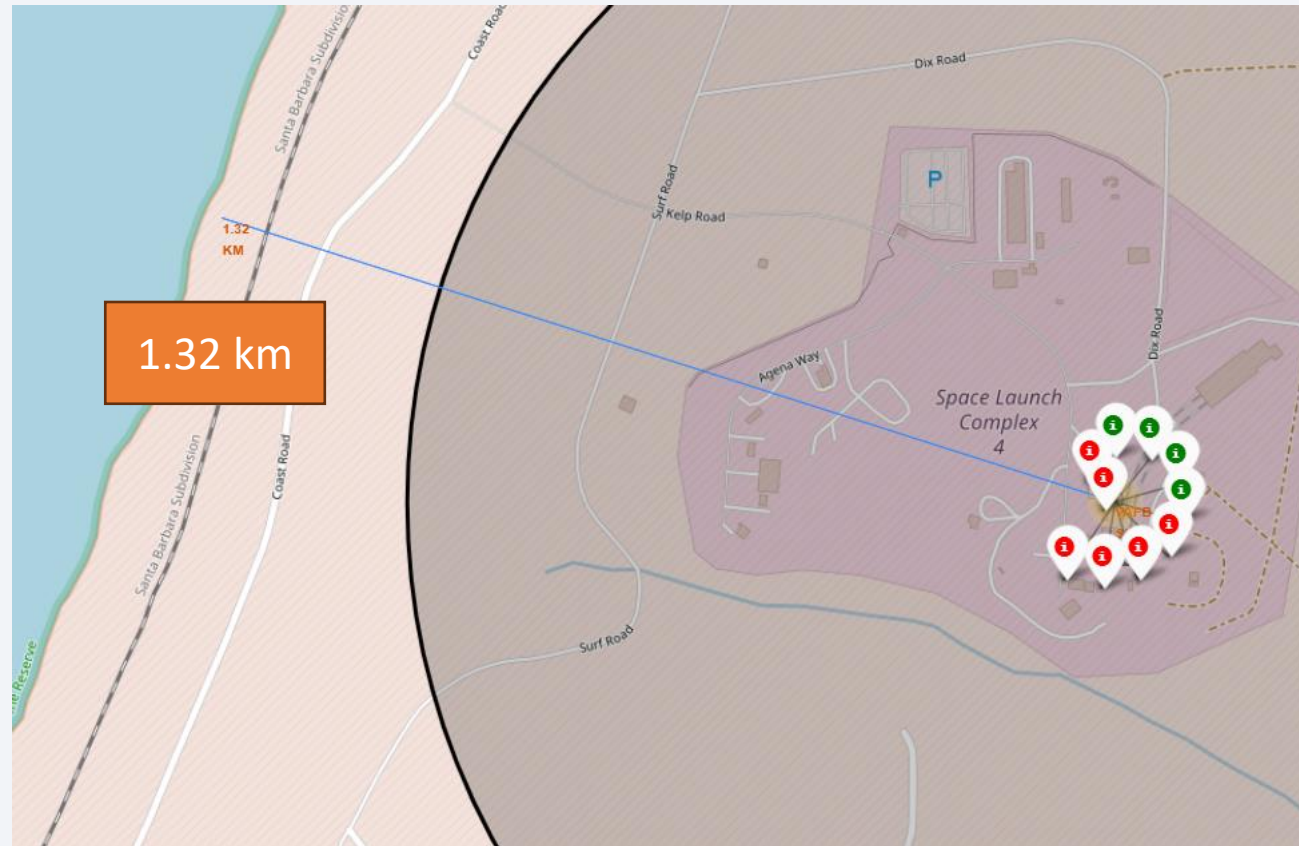 Santa Barbara Subdivision
Coast Road
Dix Road
Surf Road
P
Kelp Road
1.32
KM
1.32 km
Dix Road
Agena Way
Space Launch
Complex
4
Coast Road
Santa Barbara Subdivision
Surf Road
Reserve